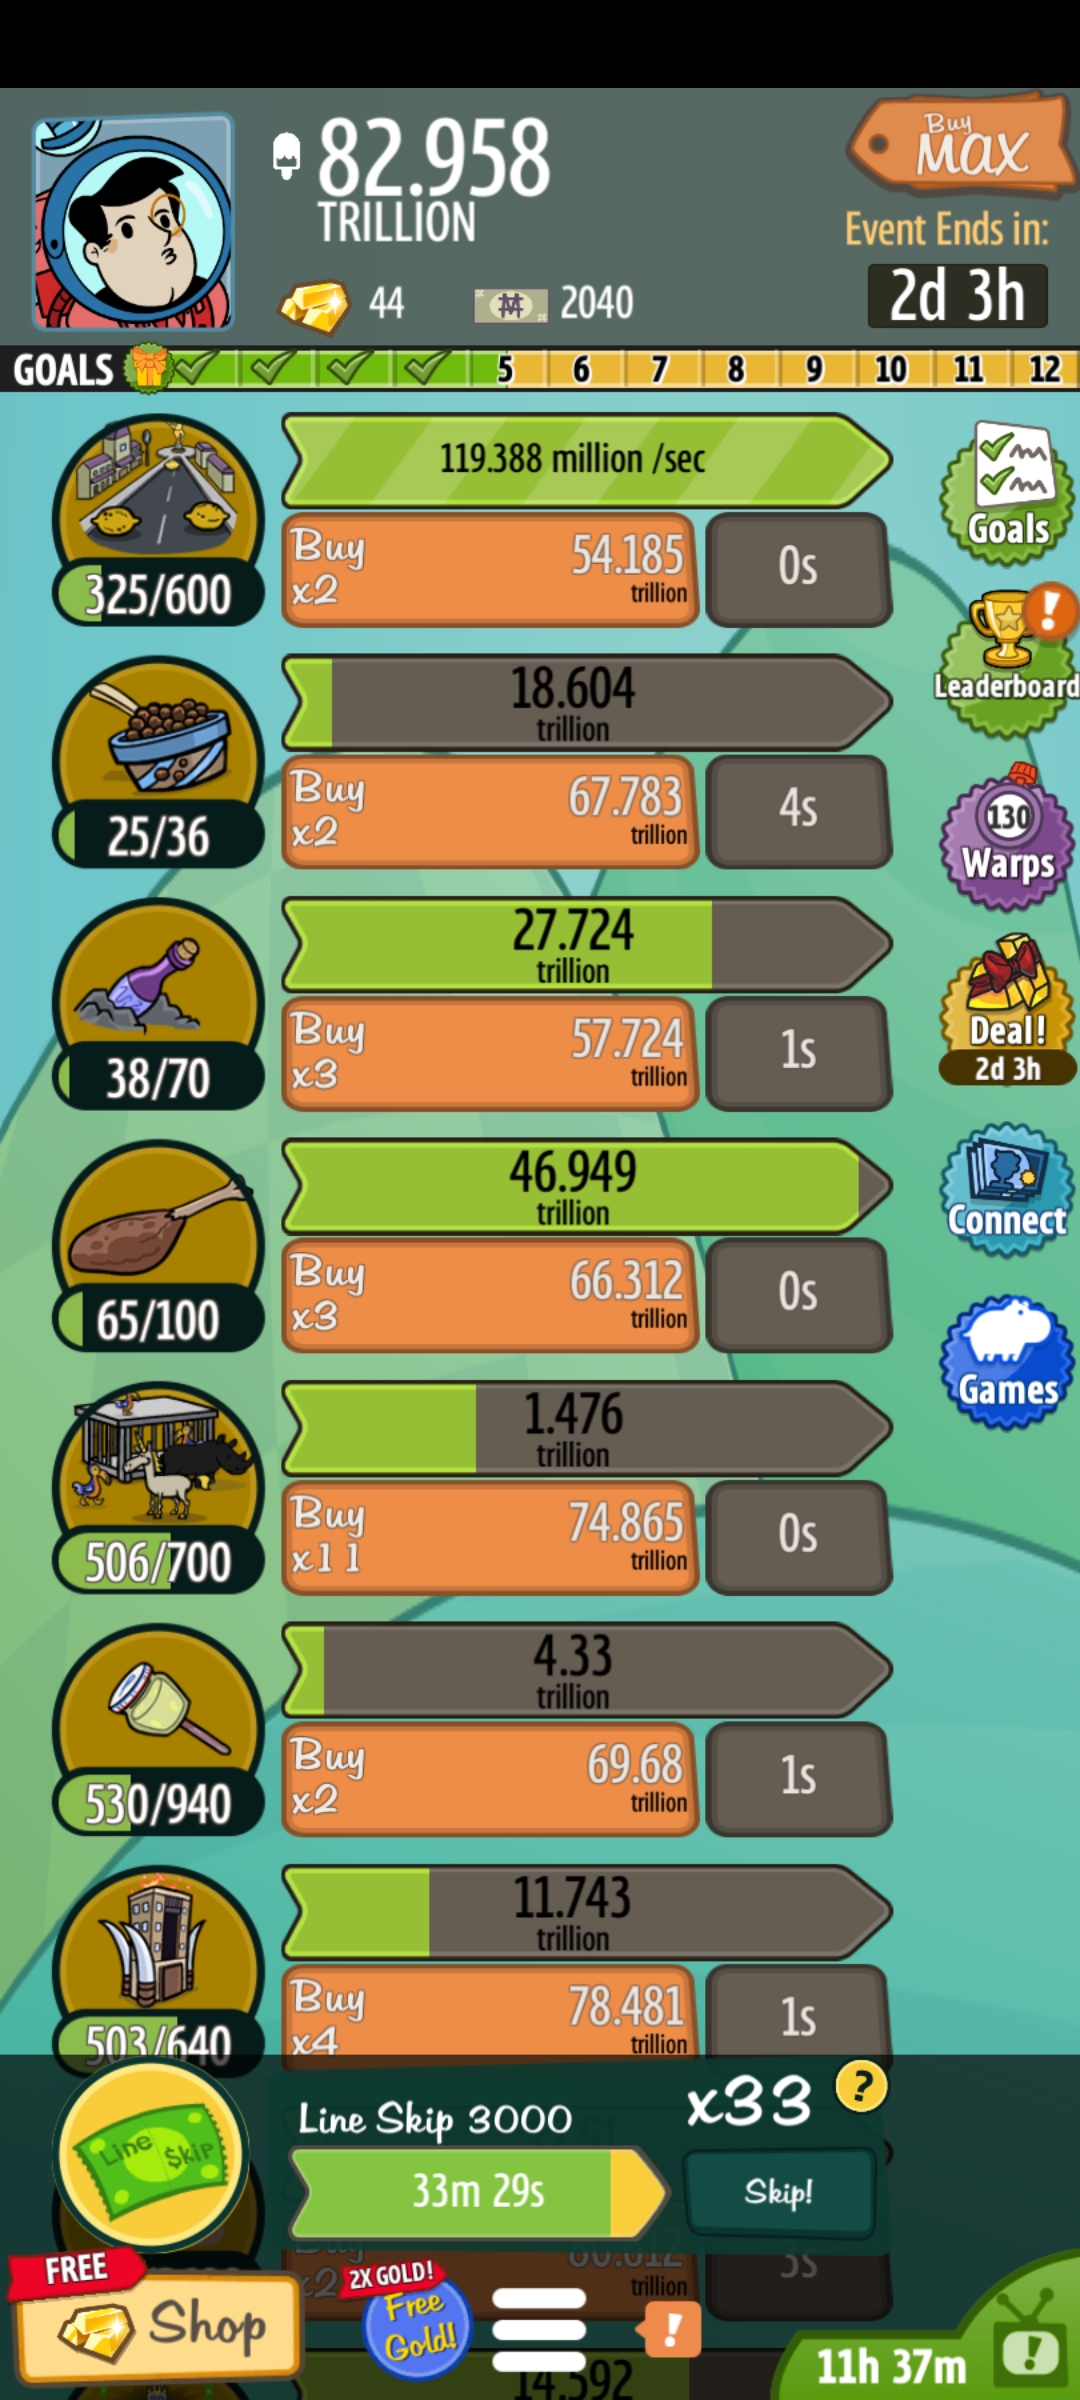 82.958
TRILLION
Buy
MAX
Event Ends in:
2d 3h
44
2040
GOALS
5
6
7
8
9
10
11
12
119.388 million /sec
Buy
x2
54.185
trillion
0s
325/600
Goals
18.604
trillion
Buy
x2
67.783
trillion
4s
25/36
!
Leaderboard
130
Warps
27.724
trillion
Buy
x3
57.724
trillion
1s
38/70
Deal!
2d 3h
46.949
trillion
Buy
x3
66.312
trillion
0s
65/100
Connect
1.476
trillion
Buy
x11
74.865
trillion
0s
506/700
Games
4.33
trillion
Buy
x2
69.68
trillion
1s
530/940
11.743
trillion
Buy
x4
78.481
trillion
1s
503/640
Line Skip
Line Skip 3000
x33
?
33m 29s
Skip!
Buy
x2
trillion
3s
FREE
Shop
2X GOLD!
Free
Gold!
!
14.592
11h 37m
!